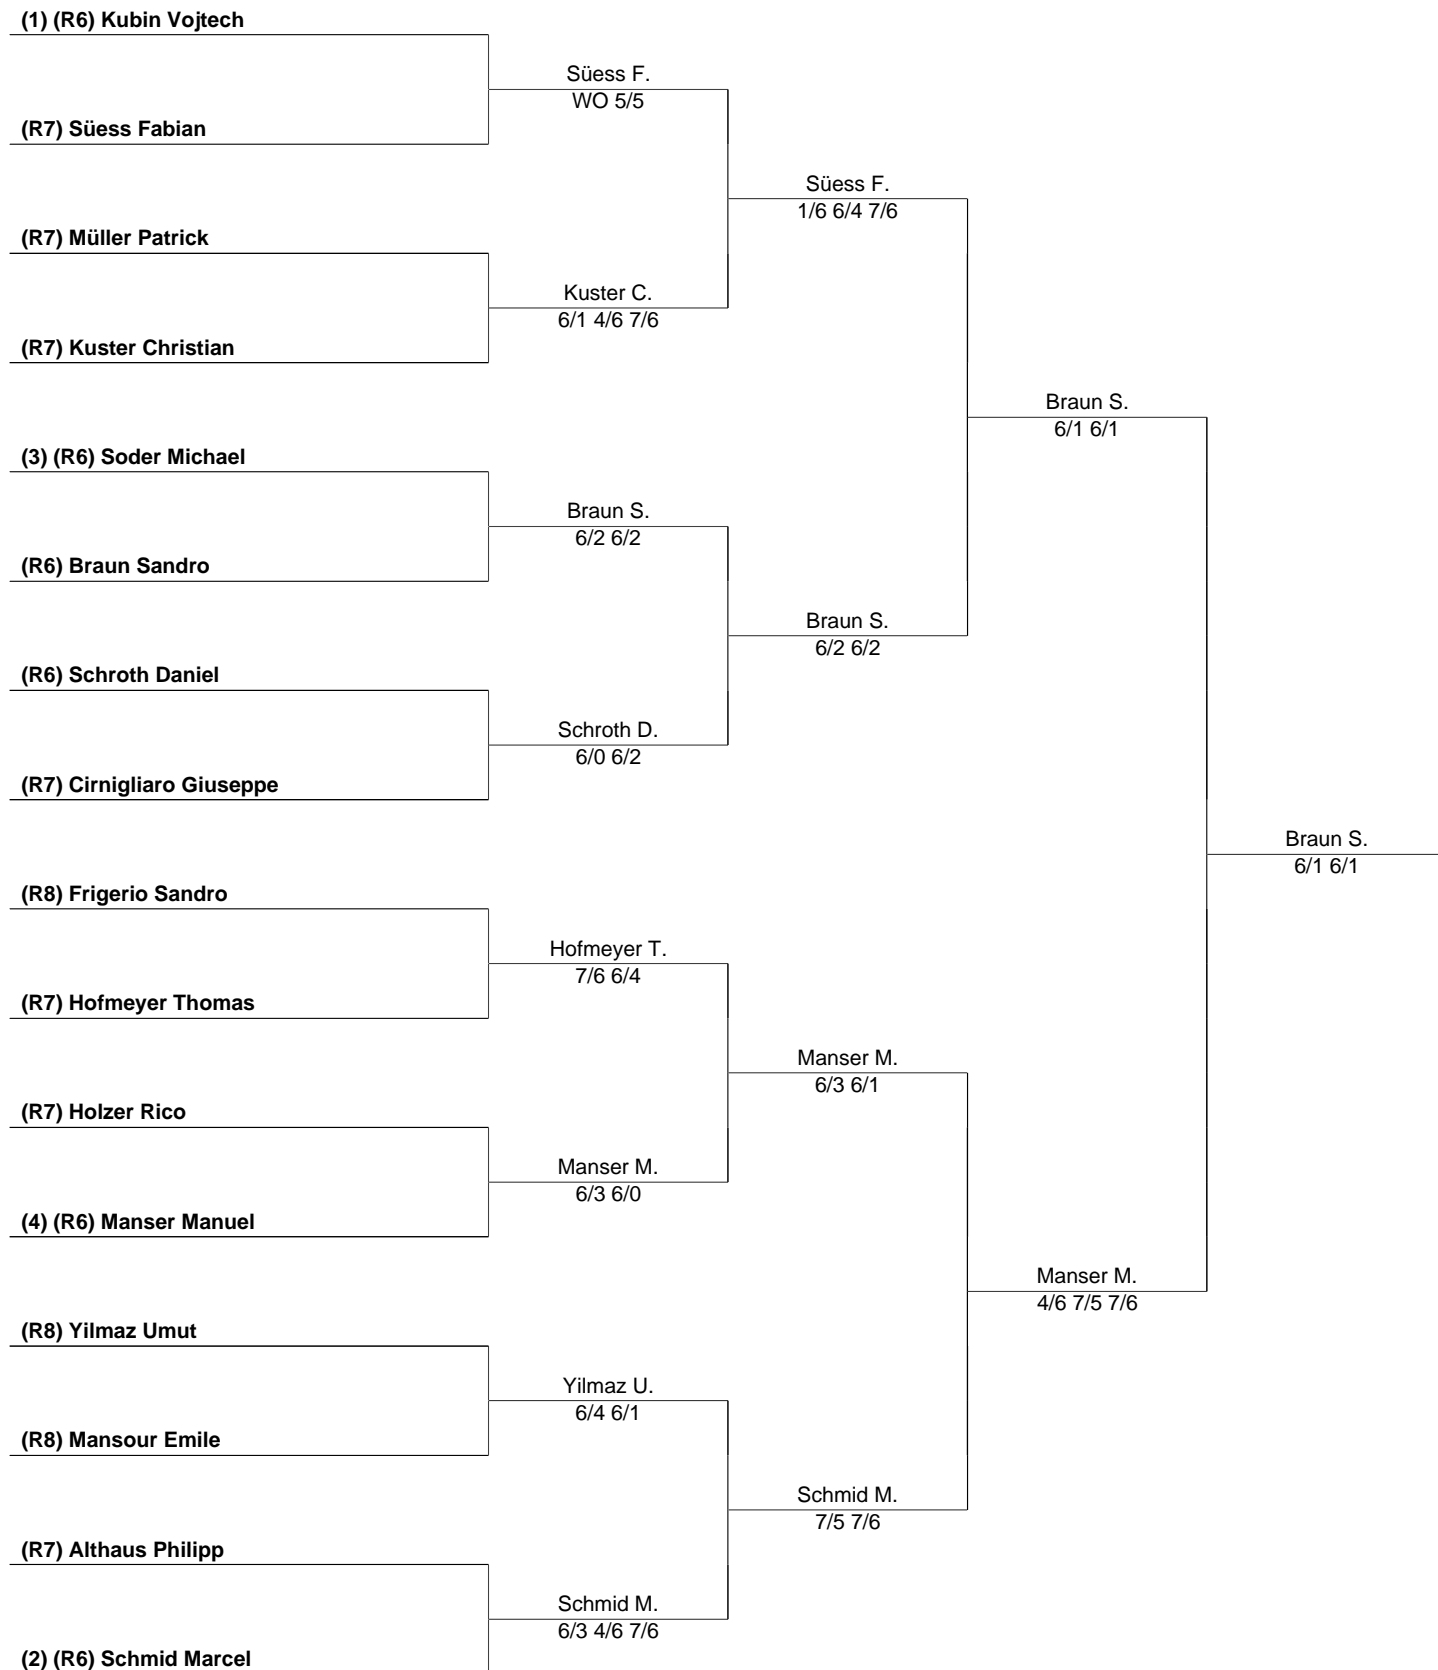 (1) (R6) Kubin Vojtech
Süess F.
WO 5/5
(R7) Süess Fabian
Süess F.
1/6 6/4 7/6
(R7) Müller Patrick
Kuster C.
6/1 4/6 7/6
(R7) Kuster Christian
Braun S.
6/1 6/1
(3) (R6) Soder Michael
Braun S.
6/2 6/2
(R6) Braun Sandro
Braun S.
6/2 6/2
(R6) Schroth Daniel
Schroth D.
6/0 6/2
(R7) Cirnigliaro Giuseppe
Braun S.
6/1 6/1
(R8) Frigerio Sandro
Hofmeyer T.
7/6 6/4
(R7) Hofmeyer Thomas
Manser M.
6/3 6/1
(R7) Holzer Rico
Manser M.
6/3 6/0
(4) (R6) Manser Manuel
Manser M.
4/6 7/5 7/6
(R8) Yilmaz Umut
Yilmaz U.
6/4 6/1
(R8) Mansour Emile
Schmid M.
7/5 7/6
(R7) Althaus Philipp
Schmid M.
6/3 4/6 7/6
(2) (R6) Schmid Marcel